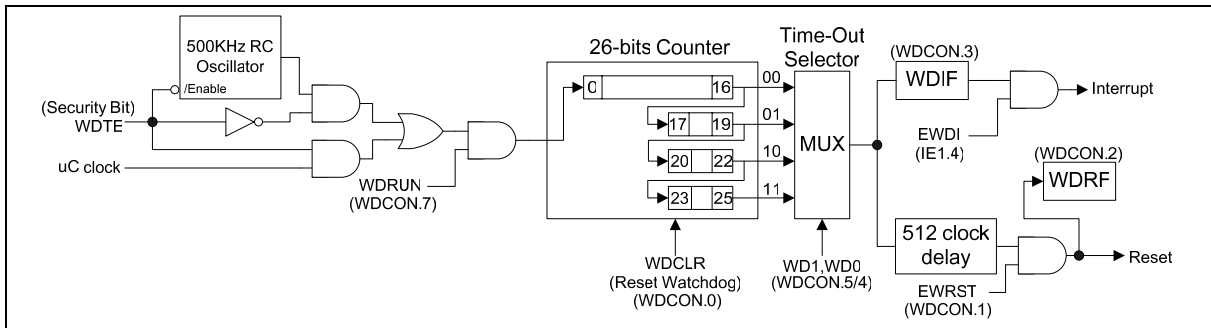 500KHz RC
Oscillator
/Enable
(Security Bit)
WDTE
uC clock
WDRUN
(WDCON.7)
26-bits Counter
0
16
17
19
20
22
23
25
00
01
10
11
WDCLR
(Reset Watchdog)
(WDCON.0)
Time-Out
Selector
MUX
WD1,WD0
(WDCON.5/4)
(WDCON.3)
WDIF
EWDI
(IE1.4)
Interrupt
(WDCON.2)
WDRF
512 clock
delay
EWRST
(WDCON.1)
Reset